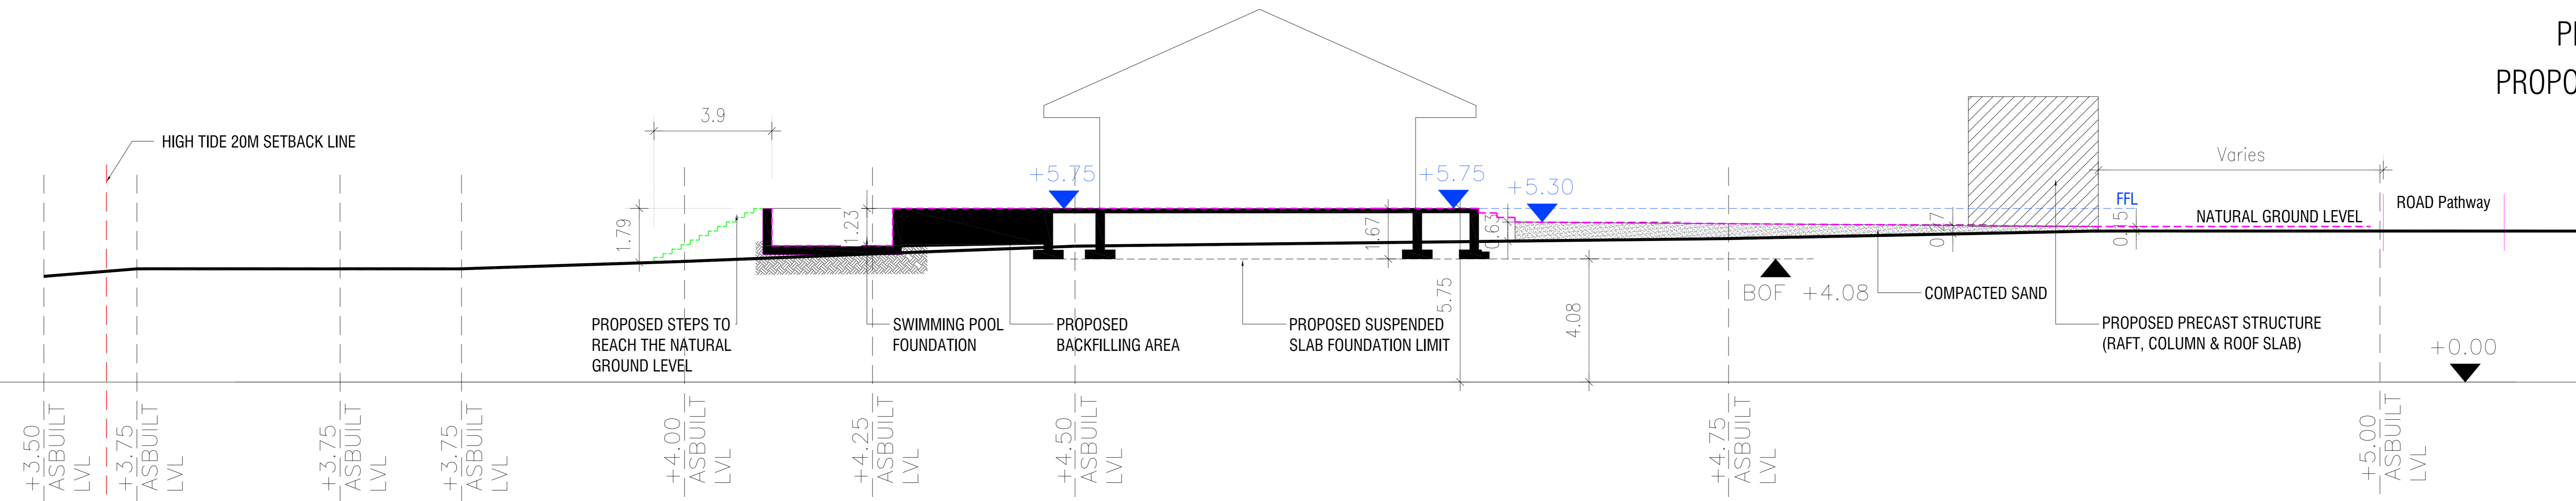 PR
PROPO
HIGH TIDE 20M SETBACK LINE
3.9
1.79
1.23
+5.75
+5.75
+5.30
1.67
0.63
0.27
0.15
Varies
FFL
NATURAL GROUND LEVEL
ROAD Pathway
5.75
4.08
BOF +4.08
COMPACTED SAND
PROPOSED STEPS TO
REACH THE NATURAL
GROUND LEVEL
SWIMMING POOL
FOUNDATION
PROPOSED
BACKFILLING AREA
PROPOSED SUSPENDED
SLAB FOUNDATION LIMIT
PROPOSED PRECAST STRUCTURE
(RAFT, COLUMN & ROOF SLAB)
+0.00
+3.50
ASBUILT
LVL
+3.75
ASBUILT
LVL
+3.75
ASBUILT
LVL
+3.75
ASBUILT
LVL
+4.00
ASBUILT
LVL
+4.25
ASBUILT
LVL
+4.50
ASBUILT
LVL
+4.75
ASBUILT
LVL
+5.00
ASBUILT
LVL